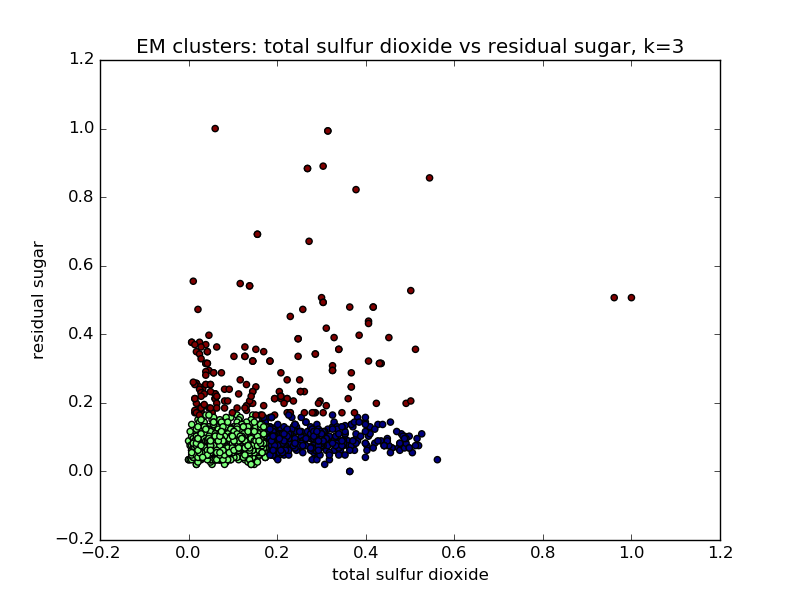 EM clusters: total sulfur dioxide vs residual sugar, k=3
1.2
1.0
0.8
0.6
0.4
0.2
0.0
−0.2
residual sugar
−0.2 0.0 0.2 0.4 0.6 0.8 1.0 1.2
total sulfur dioxide